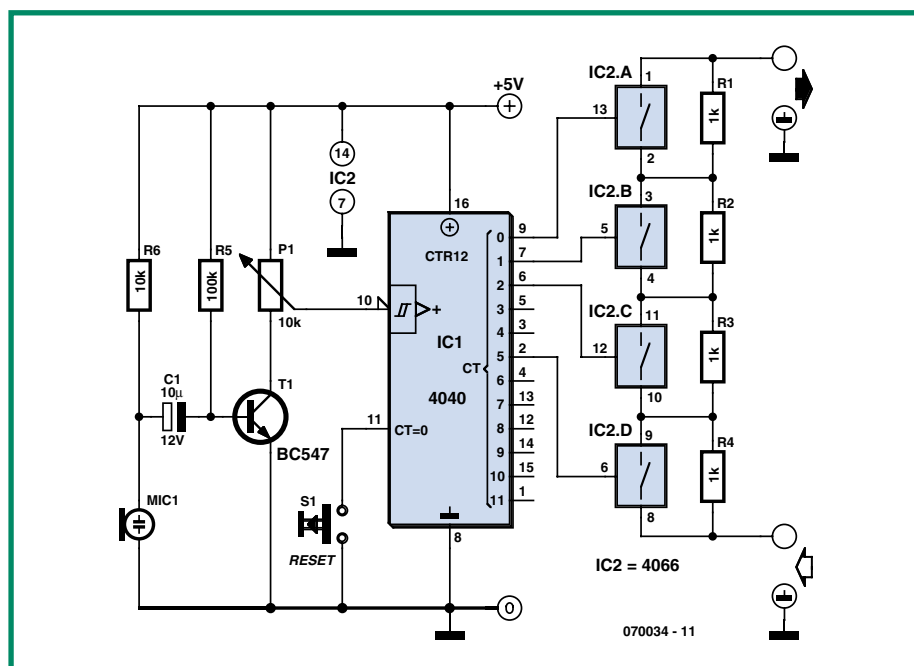 +5V
+
IC2.A
1
13
2
R1
1k
14
IC2
7
IC2.B
3
5
4
R2
1k
16
+
CTR12
R6
10k
R5
100k
P1
10k
10
+
IC1
4040
CT
0
9
1
7
2
6
3
5
4
3
5
2
6
4
7
13
8
12
9
14
10
15
11
1
IC2.C
11
12
10
R3
1k
C1
10µ
12V
T1
BC547
11
CT=0
IC2.D
9
6
8
R4
1k
MIC1
S1
RESET
8
IC2 = 4066
0
070034 - 11